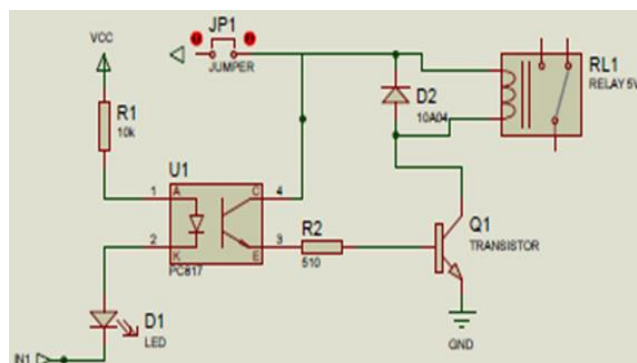 JP1
VCC
JUMPER
RL1
RELAY 5V
R1
10k
D2
10A04
U1
1
A
C
4
2
K
E
3
PC817
R2
510
Q1
TRANSISTOR
D1
LED
GND
IN1